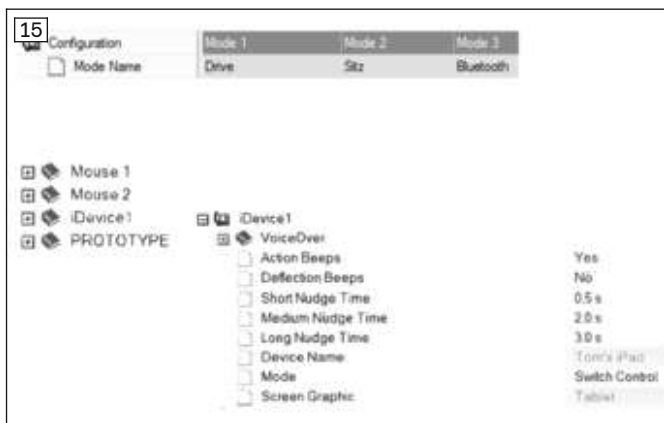 15
Configuration Mode 1 Mode 2 Mode 3
Mode Name Drive Sitz Bluetooth
Mouse 1
Mouse 2
iDevice1
PROTOTYPE
iDevice1
VoiceOver
Action Beeps Yes
Deflection Beeps No
Short Nudge Time 0.5 s
Medium Nudge Time 2.0 s
Long Nudge Time 3.0 s
Device Name Tom's iPad
Mode Switch Control
Screen Graphic Tablet